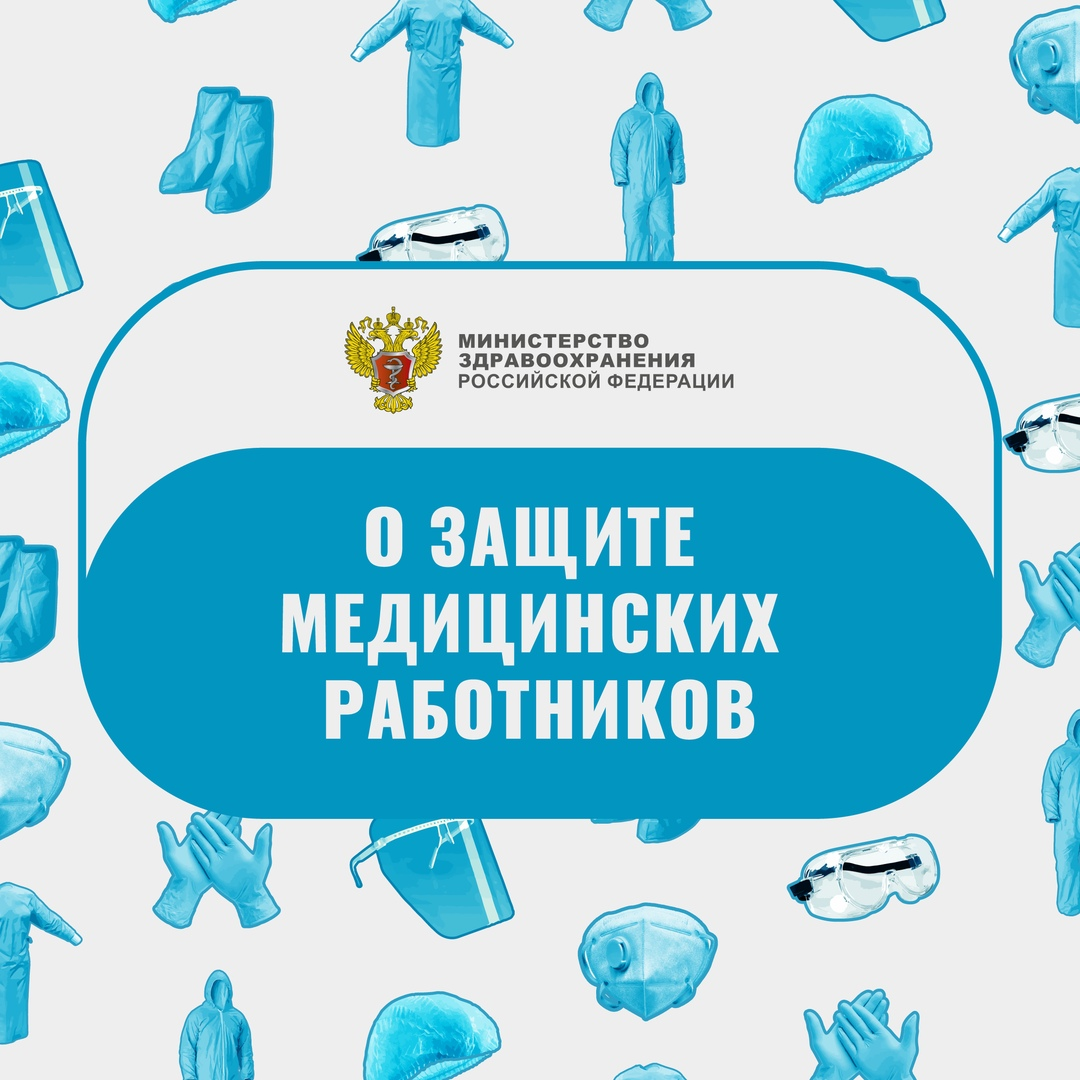 МИНИСТЕРСТВО
ЗДРАВООХРАНЕНИЯ
РОССИЙСКОЙ ФЕДЕРАЦИИ
О ЗАЩИТЕ
МЕДИЦИНСКИХ
РАБОТНИКОВ